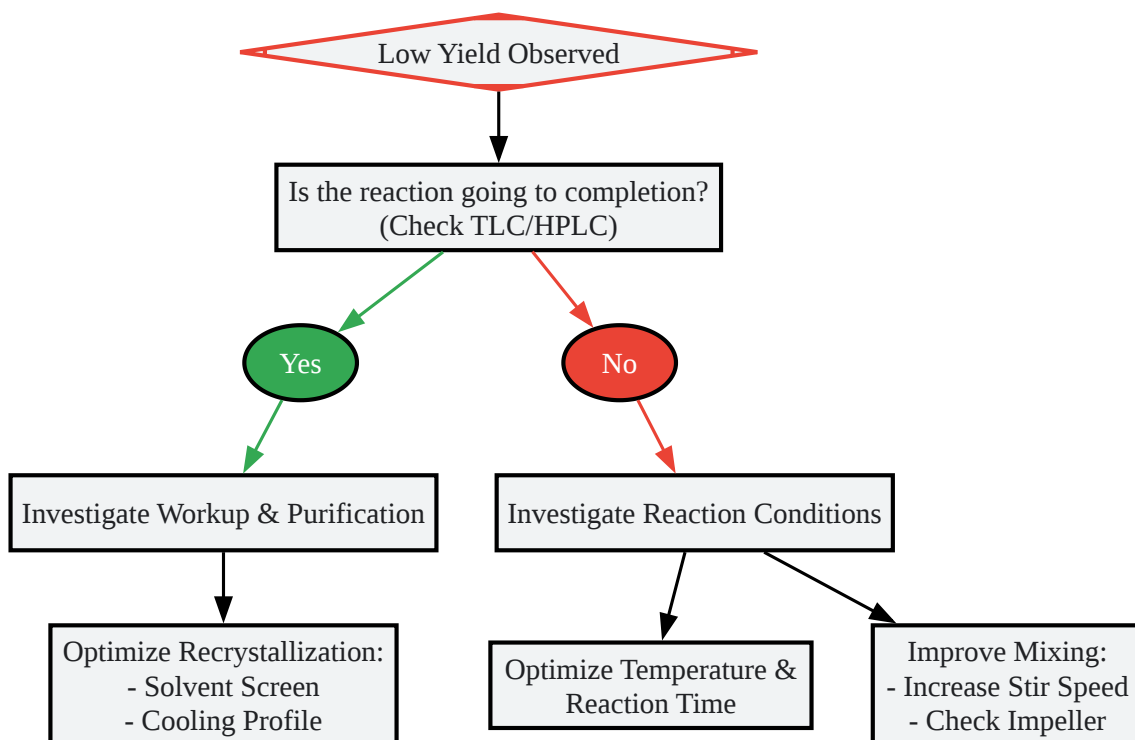 Low Yield Observed
Is the reaction going to completion?
(Check TLC/HPLC)
Yes
No
Investigate Workup & Purification
Investigate Reaction Conditions
Optimize Recrystallization:
- Solvent Screen
- Cooling Profile
Optimize Temperature &
Reaction Time
Improve Mixing:
- Increase Stir Speed
- Check Impeller